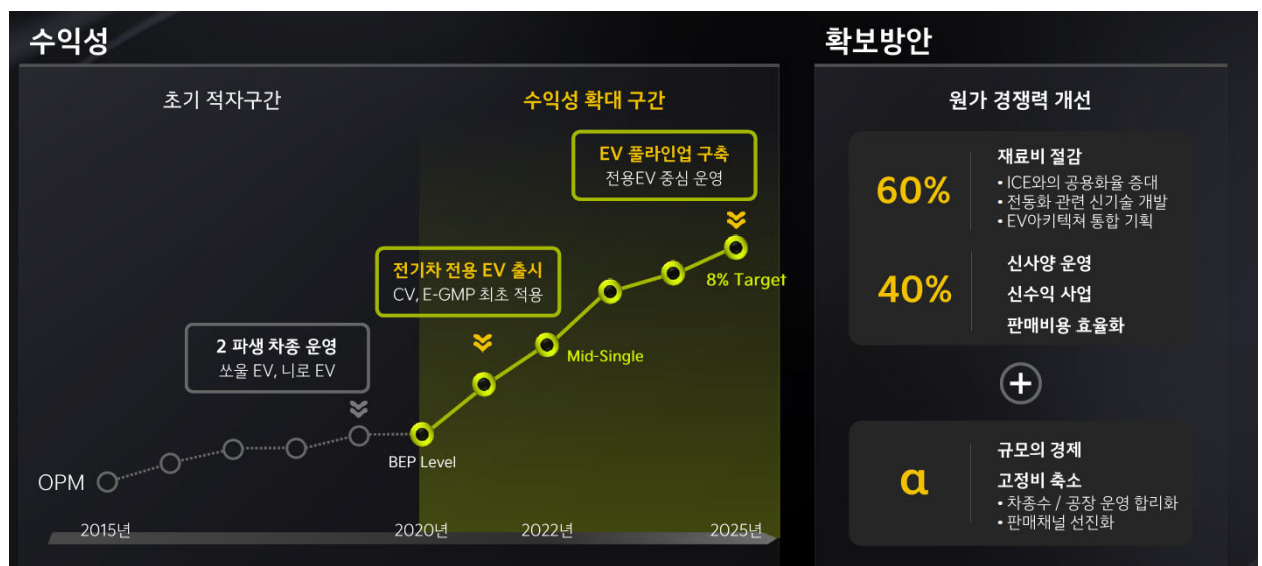 수익성
초기 적자구간
수익성 확대 구간
EV 풀라인업 구축
전용EV 중심 운영
전기차 전용 EV 출시
CV, E-GMP 최초 적용
8% Target
2 파생 차종 운영
쏘울 EV, 니로 EV
Mid-Single
BEP Level
OPM
2015년
2020년
2022년
2025년
확보방안
원가 경쟁력 개선
60%
재료비 절감
• ICE와의 공용화율 증대
• 전동화 관련 신기술 개발
• EV아키텍쳐 통합 기획
40%
신사양 운영
신수익 사업
판매비용 효율화
+
α
규모의 경제
고정비 축소
• 차종수 / 공장 운영 합리화
• 판매채널 선진화